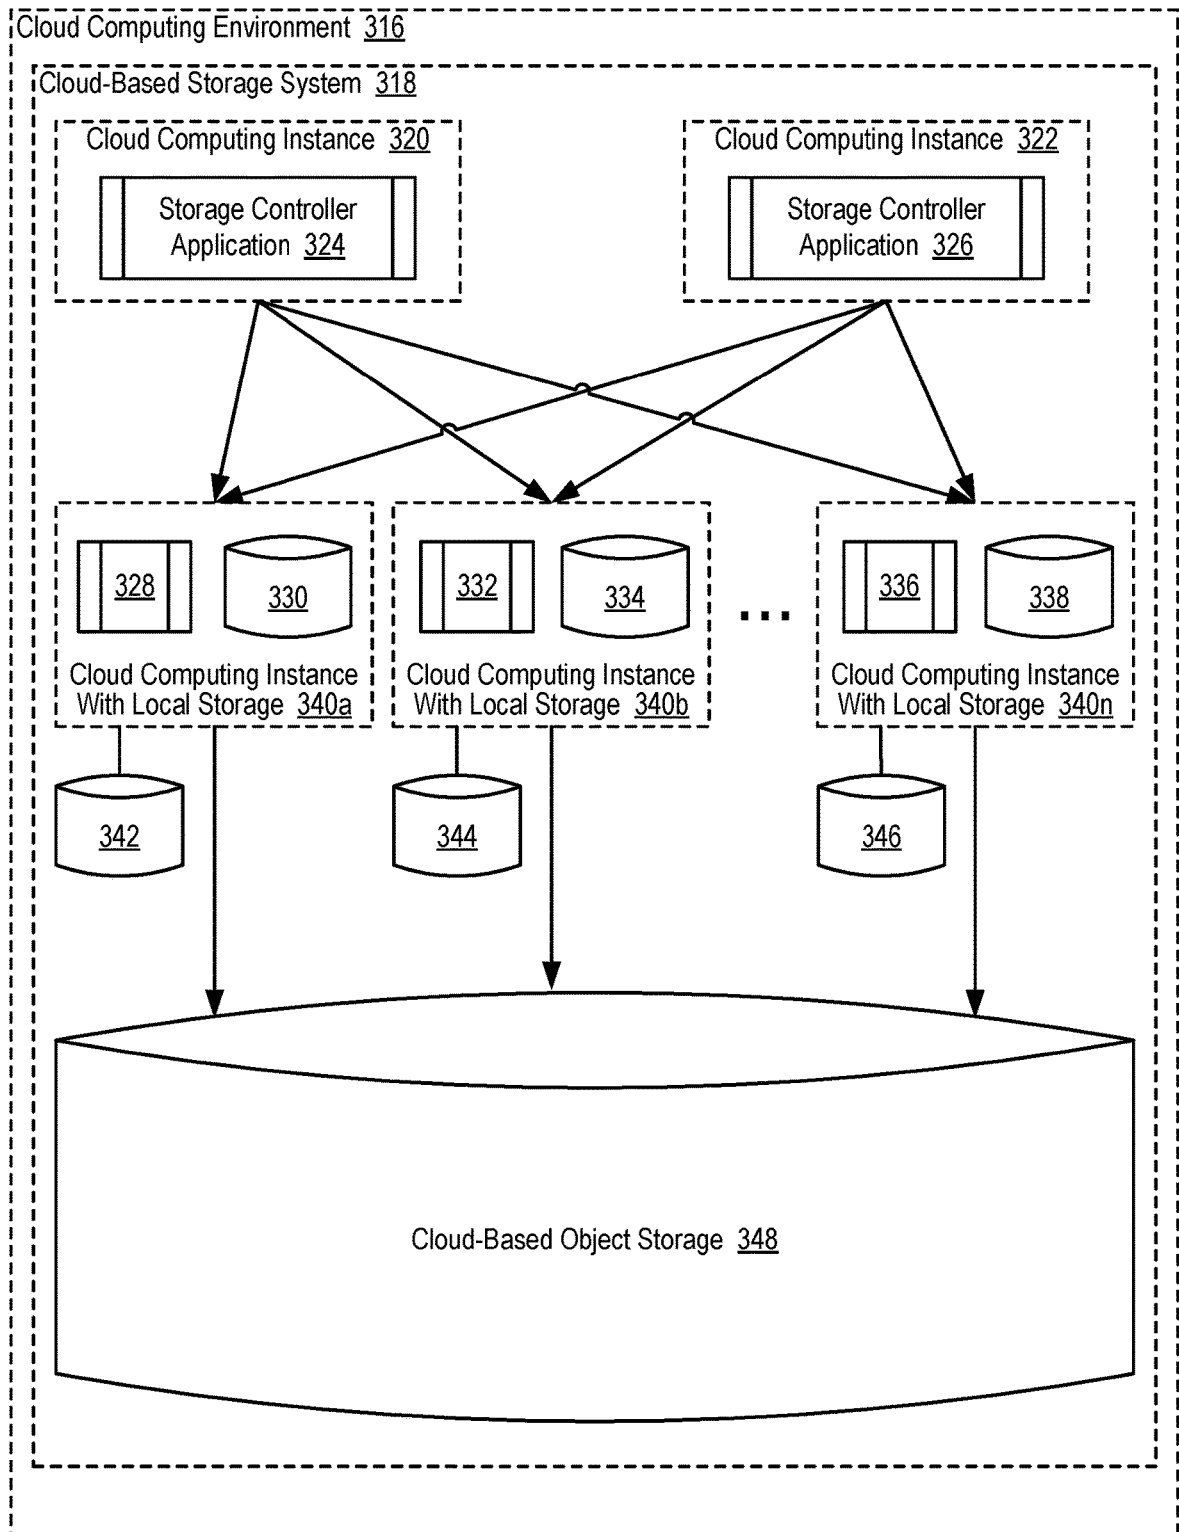 Cloud Computing Environment 316
Cloud-Based Storage System 318
Cloud Computing Instance 320
Storage Controller
Application 324
Cloud Computing Instance 322
Storage Controller
Application 326
328
330
Cloud Computing Instance
With Local Storage 340a
332
334
Cloud Computing Instance
With Local Storage 340b
...
336
338
Cloud Computing Instance
With Local Storage 340n
342
344
346
Cloud-Based Object Storage 348